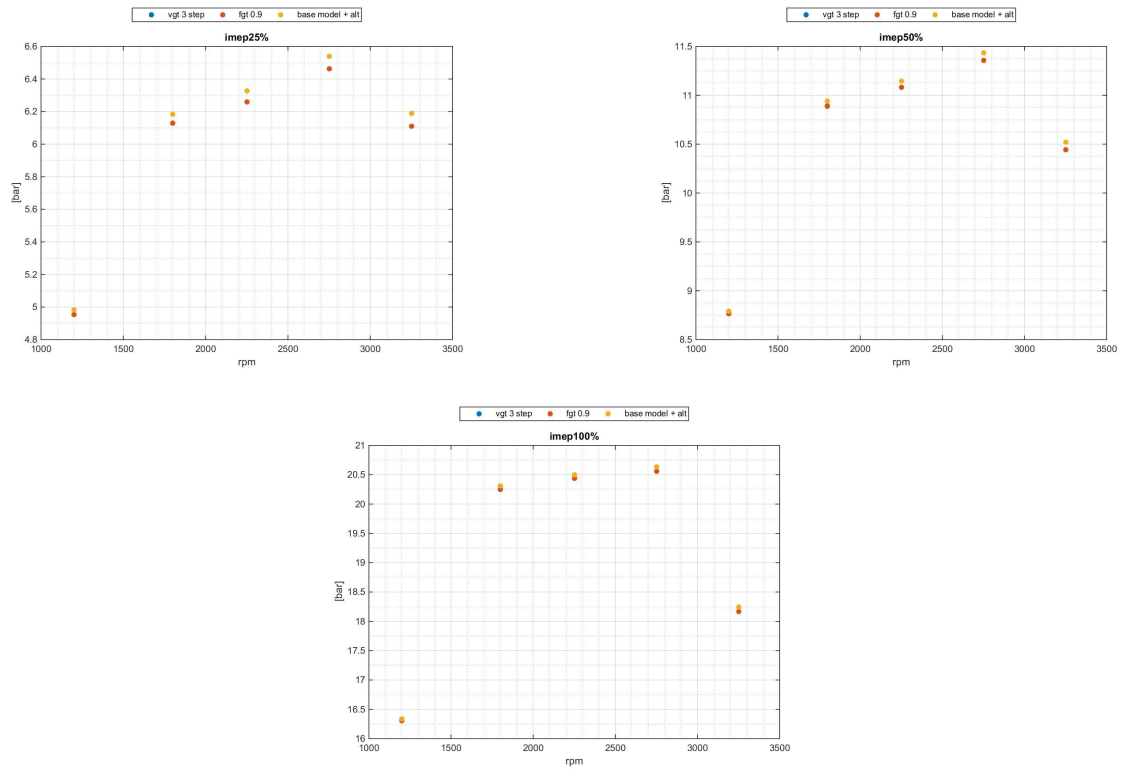 vgt 3 step fgt 0.9 base model + alt
imep25%
6.6
6.4
6.2
6
5.8
5.6
5.4
5.2
5
4.8
[bar]
1000 1500 2000 2500 3000 3500
rpm
vgt 3 step fgt 0.9 base model + alt
imep50%
11.5
11
10.5
10
9.5
9
8.5
[bar]
1000 1500 2000 2500 3000 3500
rpm
vgt 3 step fgt 0.9 base model + alt
imep100%
21
20.5
20
19.5
19
18.5
18
17.5
17
16.5
16
[bar]
1000 1500 2000 2500 3000 3500
rpm